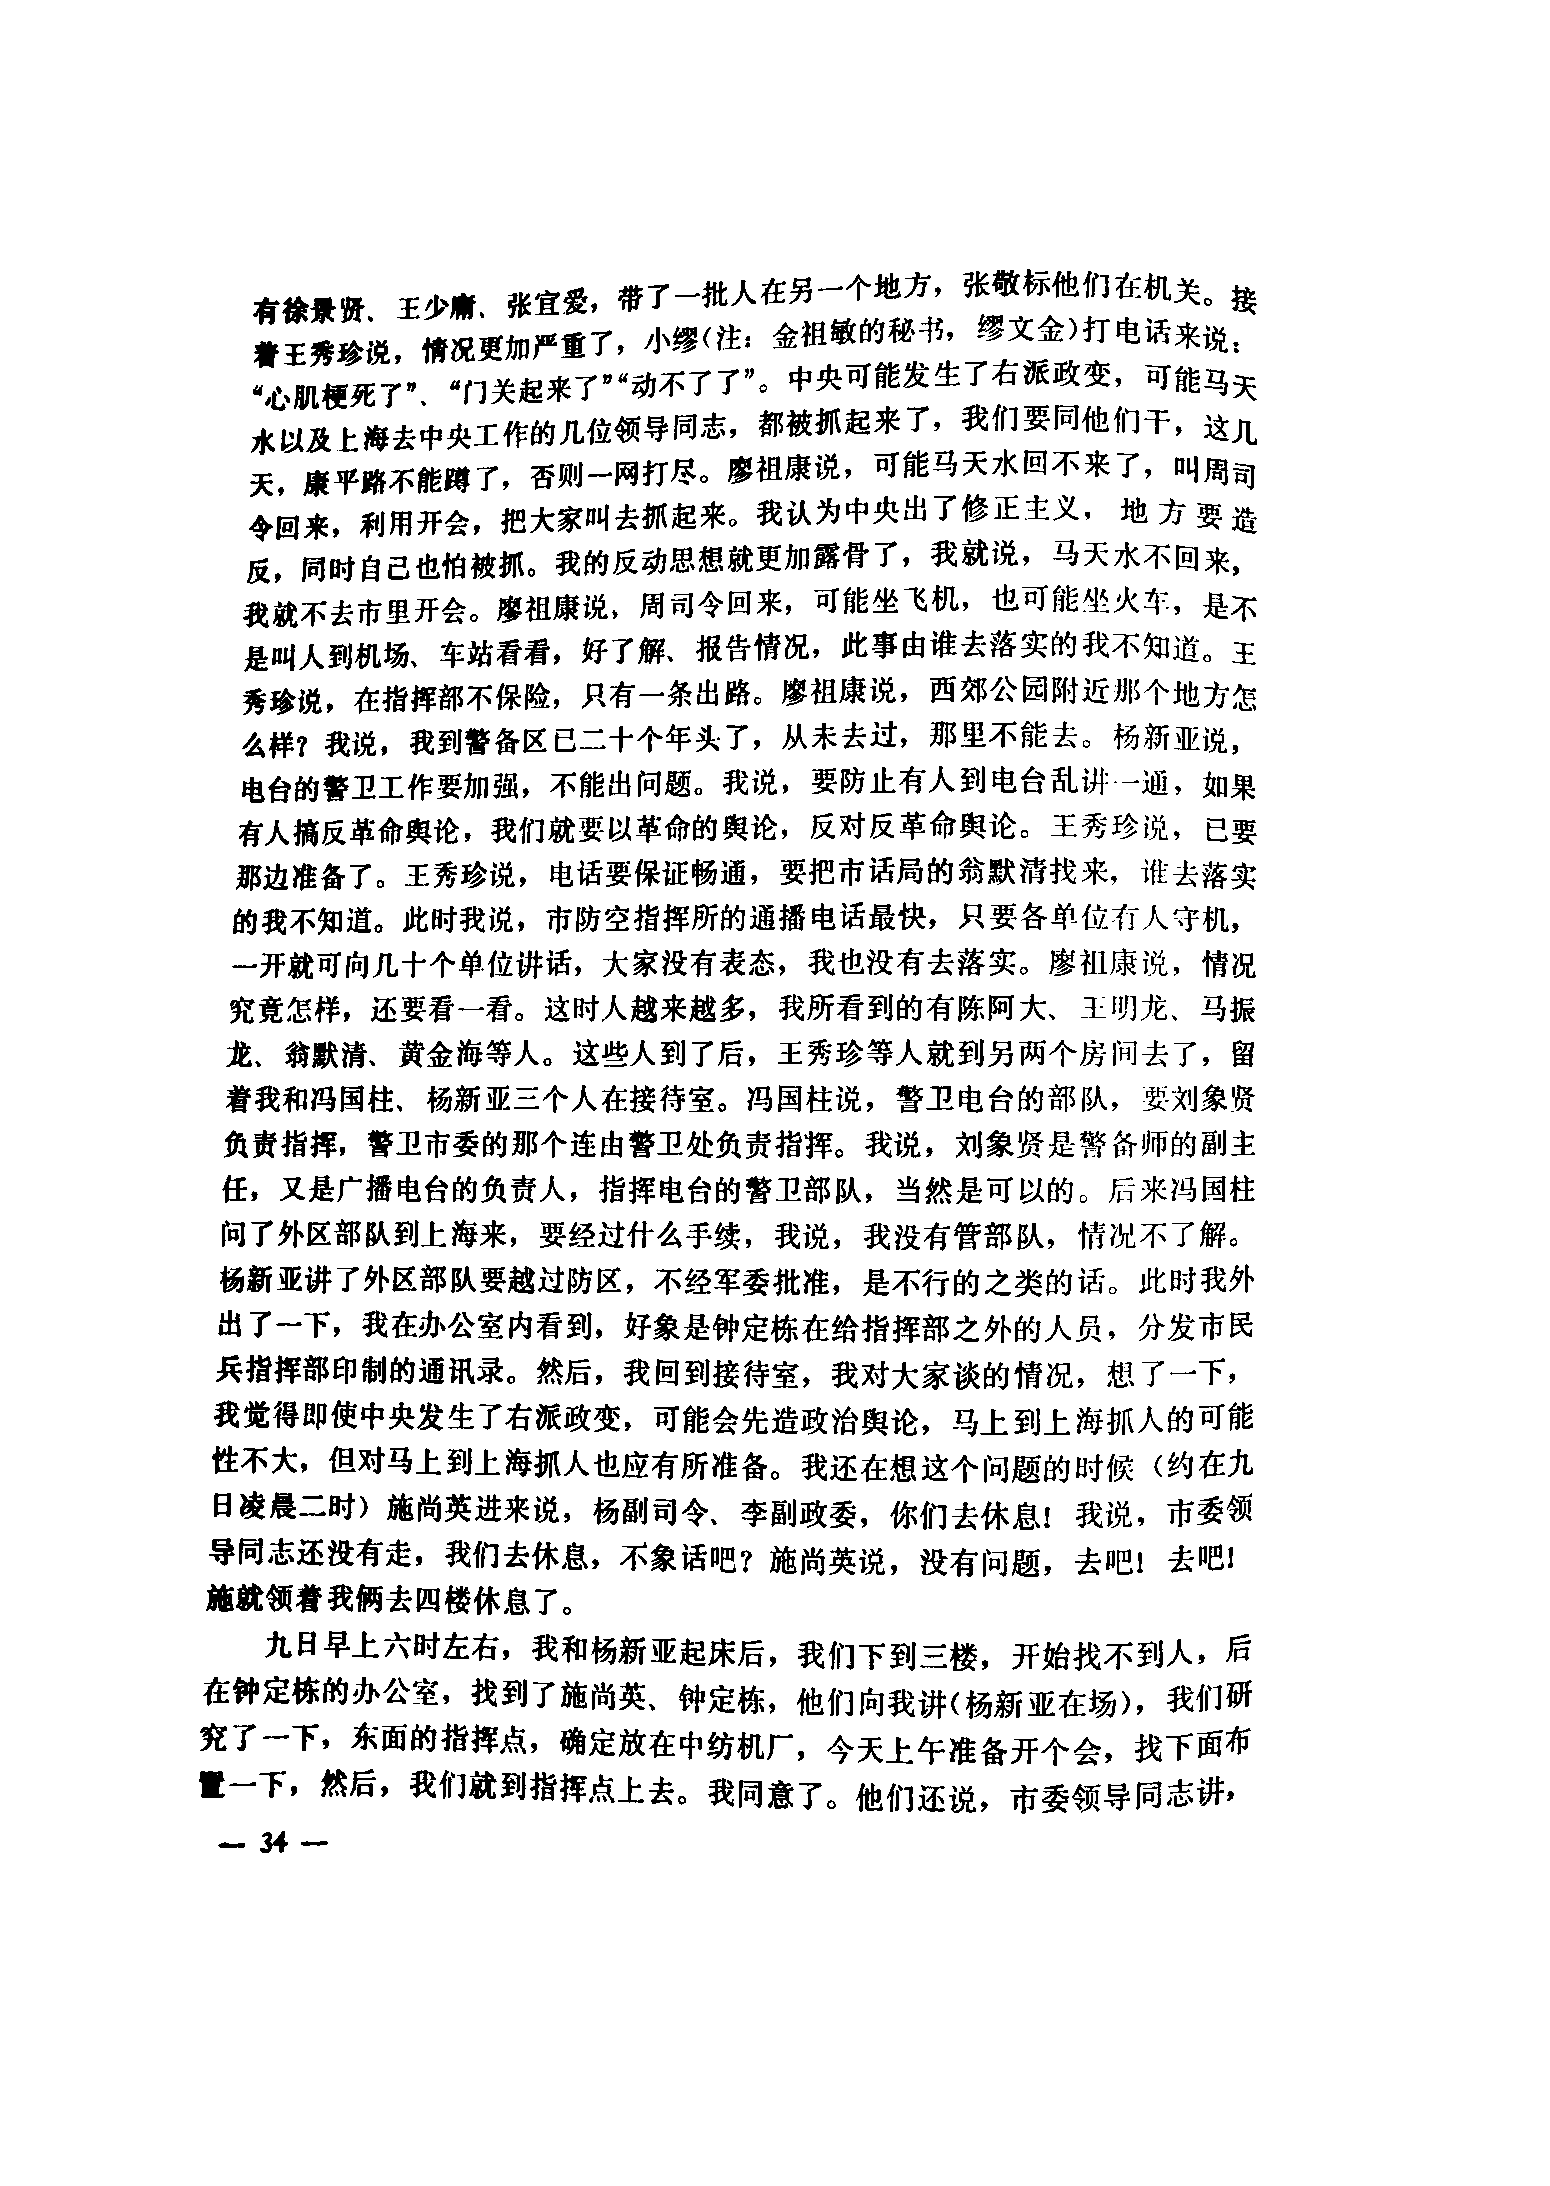 有徐景贤、王少庸、张宜爱，带了一批人在另一个地方，张敬标他们在机关。接
着王秀珍说，情况更加严重了，小缪(注：金祖敏的秘书，缪文金)打电话来说：
“心肌梗死了”、“门关起来了”“动不了了”。中央可能发生了右派政变，可能马天
水以及上海去中央工作的几位领导同志，都被抓起来了，我们要同他们干，这几
天，康平路不能蹲了，否则一网打尽。廖祖康说，可能马天水回不来了，叫周司
令回来，利用开会，把大家叫去抓起来。我认为中央出了修正主义，地方要造
反，同时自己也怕被抓。我的反动思想就更加露骨了，我就说，马天水不回来，
我就不去市里开会。廖祖康说，周司令回来，可能坐飞机，也可能坐火车，是不
是叫人到机场、车站看看，好了解、报告情况，此事由谁去落实的我不知道。王
秀珍说，在指挥部不保险，只有一条出路。廖祖康说，西郊公园附近那个地方怎
么样？我说，我到警备区已二十个年头了，从未去过，那里不能去。杨新亚说，
电台的警卫工作要加强，不能出问题。我说，要防止有人到电台乱讲一通，如果
有人搞反革命舆论，我们就要以革命的舆论，反对反革命舆论。王秀珍说，已要
那边准备了。王秀珍说，电话要保证畅通，要把市话局的翁默清找来，谁去落实
的我不知道。此时我说，市防空指挥所的通播电话最快，只要各单位有人守机，
一开就可向几十个单位讲话，大家没有表态，我也没有去落实。廖祖康说，情况
究竟怎样，还要看一看。这时人越来越多，我所看到的有陈阿大、王明龙、马振
龙、翁默清、黄金海等人。这些人到了后，王秀珍等人就到另两个房间去了，留
着我和冯国柱、杨新亚三个人在接待室。冯国柱说，警卫电台的部队，要刘象贤
负责指挥，警卫市委的那个连由警卫处负责指挥。我说，刘象贤是警备师的副主
任，又是广播电台的负责人，指挥电台的警卫部队，当然是可以的。后来冯国柱
问了外区部队到上海来，要经过什么手续，我说，我没有管部队，情况不了解。
杨新亚讲了外区部队要越过防区，不经军委批准，是不行的之类的话。此时我外
出了一下，我在办公室内看到，好象是钟定栋在给指挥部之外的人员，分发市民
兵指挥部印制的通讯录。然后，我回到接待室，我对大家谈的情况，想了一下，
我觉得即使中央发生了右派政变，可能会先造政治舆论，马上到上海抓人的可能
性不大，但对马上到上海抓人也应有所准备。我还在想这个问题的时候（约在九
日凌晨二时）施尚英进来说，杨副司令、李副政委，你们去休息！我说，市委领
导同志还没有走，我们去休息，不象话吧？施尚英说，没有问题，去吧！去吧！
施就领着我俩去四楼休息了。
九日早上六时左右，我和杨新亚起床后，我们下到三楼，开始找不到人，后
在钟定栋的办公室，找到了施尚英、钟定栋，他们向我讲(杨新亚在场)，我们研
究了一下，东面的指挥点，确定放在中纺机厂，今天上午准备开个会，找下面布
置一下，然后，我们就到指挥点上去。我同意了。他们还说，市委领导同志讲，
— 34 —